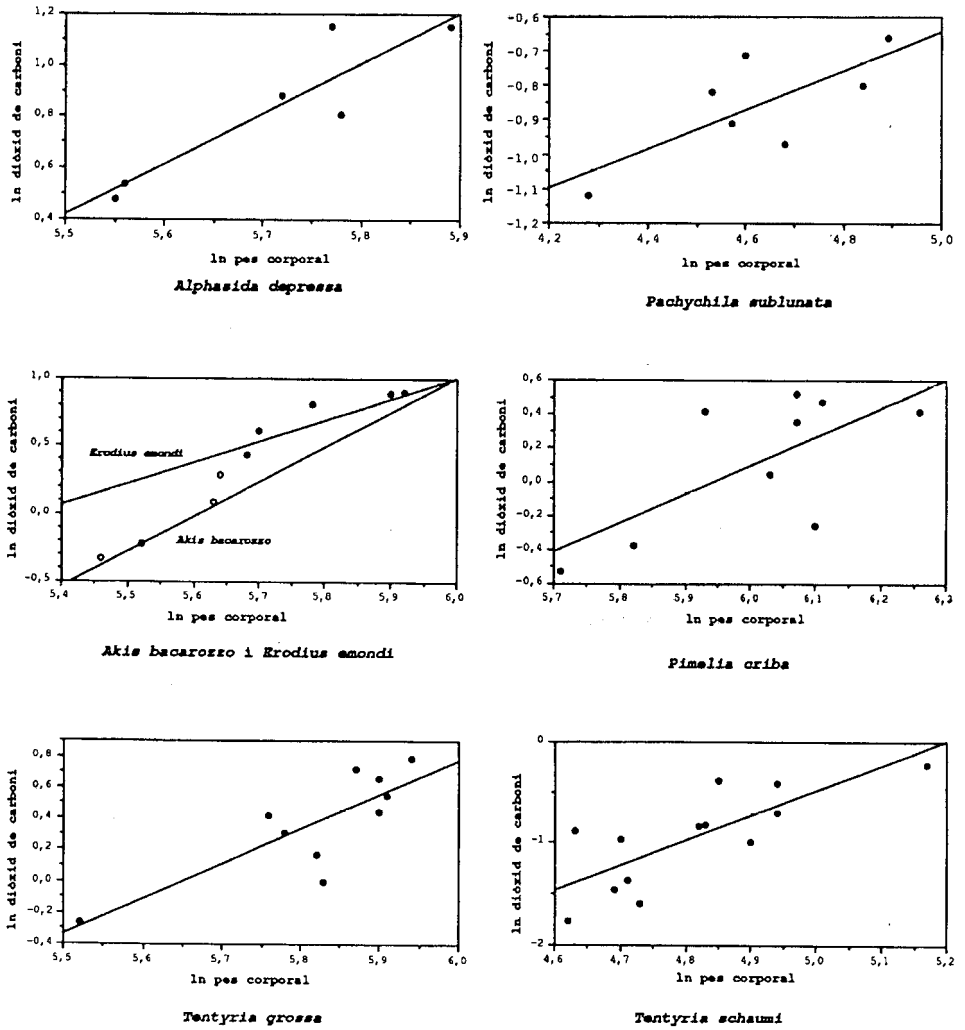 1,2
1,0
0,8
0,6
0,4
ln diòxid de carboni
5,5 5,6 5,7 5,8 5,9
ln pes corporal
Alphasida depressa
-0,6
-0,7
-0,8
-0,9
-1,0
-1,1
-1,2
ln diòxid de carboni
4,2 4,4 4,6 4,8 5,0
ln pes corporal
Pachychila sublunata
1,0
0,5
0,0
-0,5
ln diòxid de carboni
Erodius emondi
Akis bacarozzo
5,4 5,5 5,6 5,7 5,8 5,9 6,0
ln pes corporal
Akis bacarozzo i Erodius emondi
0,6
0,4
0,2
0,0
-0,2
-0,4
-0,6
ln diòxid de carboni
5,7 5,8 5,9 6,0 6,1 6,2 6,3
ln pes corporal
Pimelia criba
0,8
0,6
0,4
0,2
0,0
-0,2
-0,4
ln diòxid de carboni
5,5 5,6 5,7 5,8 5,9 6,0
ln pes corporal
Tentyria grossa
0
-1
-2
ln diòxid de carboni
4,6 4,7 4,8 4,9 5,0 5,1 5,2
ln pes corporal
Tentyria schaumi